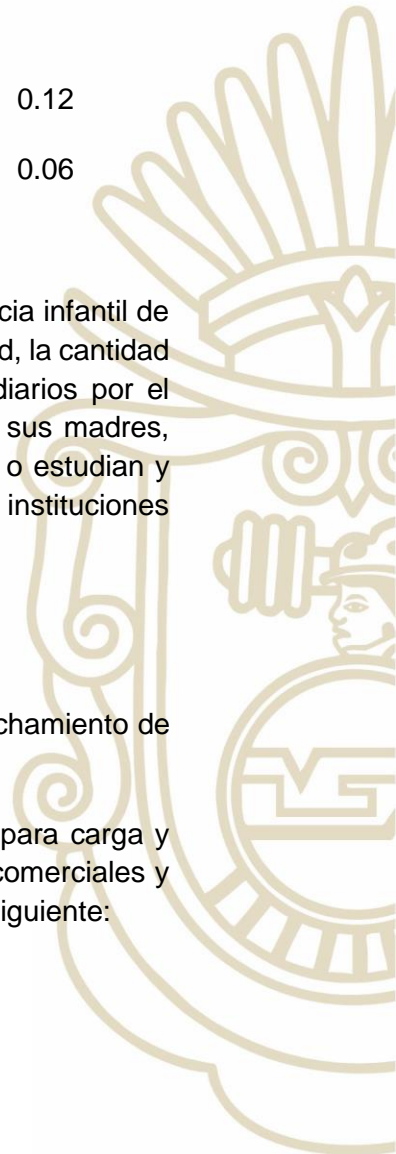 0.12
0.06
cia infantil de
d, la cantidad
diarios por el
sus madres,
o estudian y
instituciones
chamiento de
para carga y
comerciales y
siguiente: